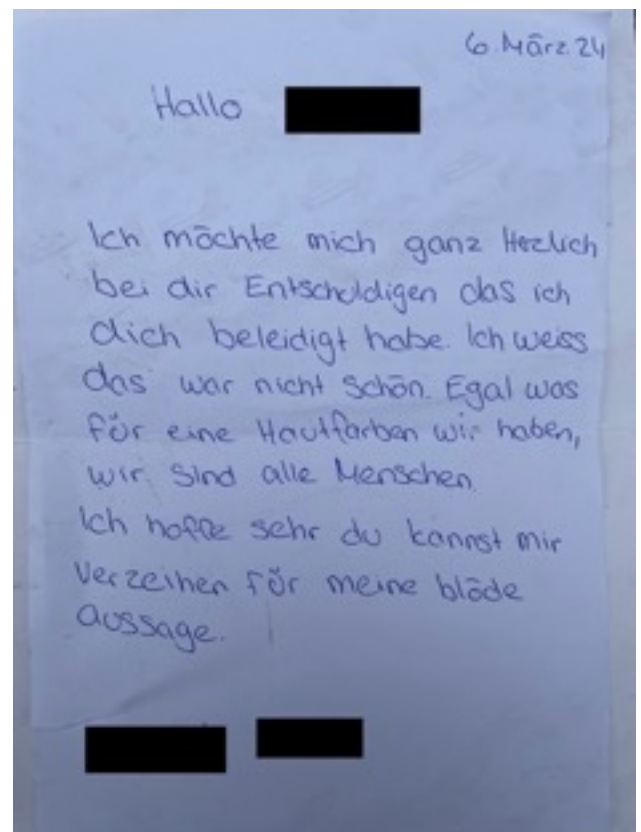 6. März. 24
Hallo
Ich möchte mich ganz Herzlich
bei dir Entschuldigen das ich
dich beleidigt habe. Ich weiss
das war nicht schön. Egal was
für eine Hautfarben wir haben,
wir sind alle Menschen.
Ich hoffe sehr du kannst mir
verzeihen für meine blöde
aussage.